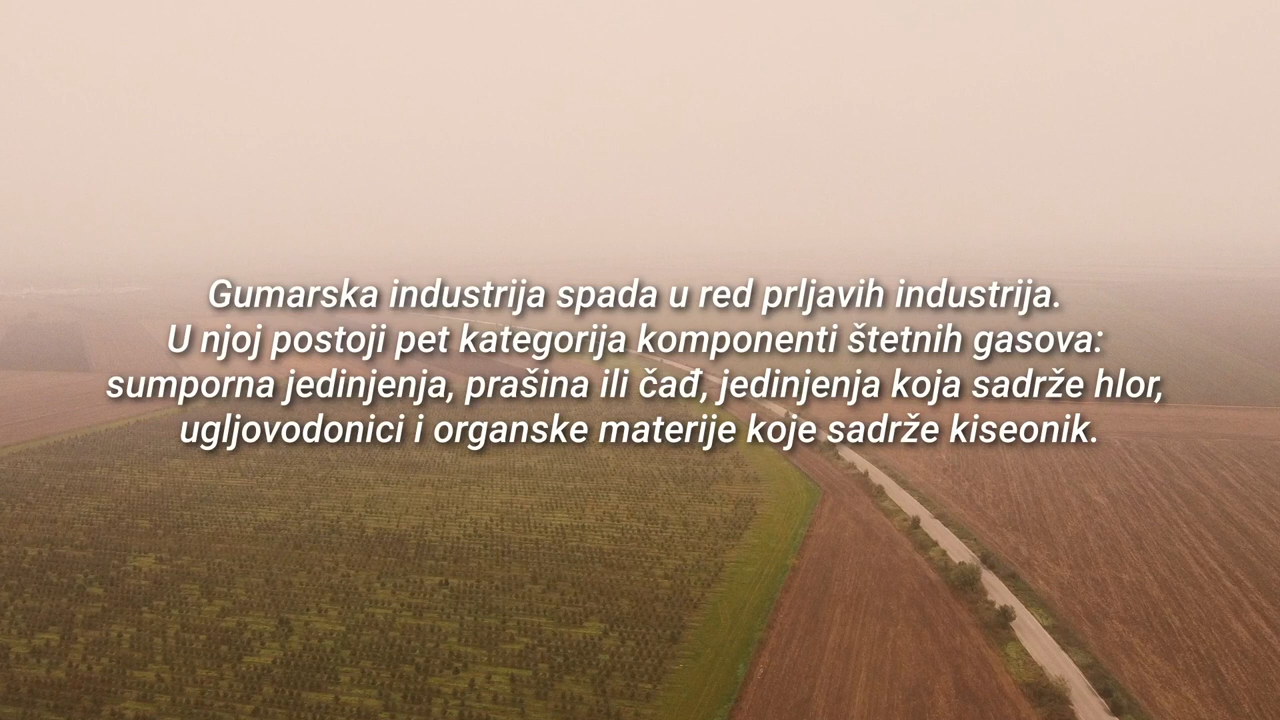 Gumarska industrija spada u red prljavih industrija.
U njoj postoji pet kategorija komponenti štetnih gasova:
sumporna jedinjenja, prašina ili čađ, jedinjenja koja sadrže hlor,
ugljovodonici i organske materije koje sadrže kiseonik.